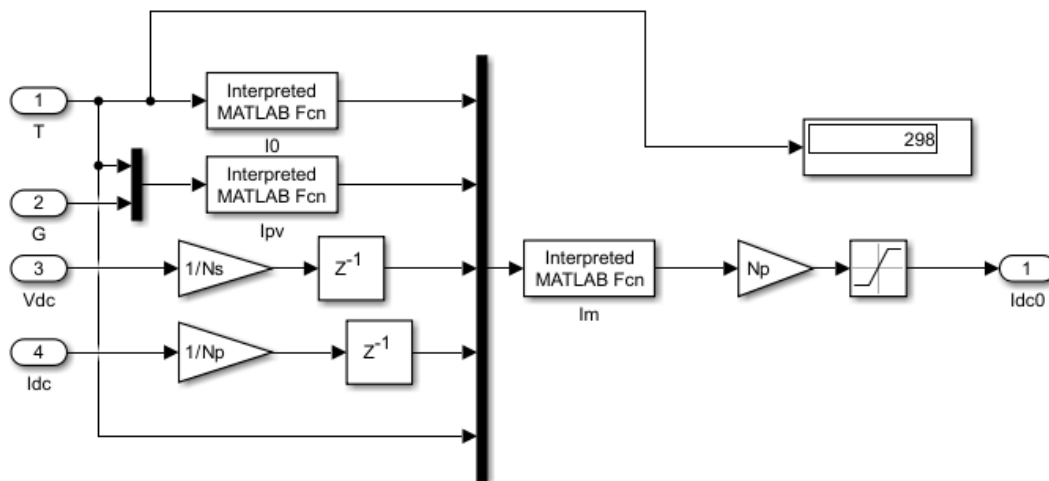 1
T
Interpreted
MATLAB Fcn
I0
298
2
G
Interpreted
MATLAB Fcn
Ipv
3
Vdc
1/Ns
Z-1
Interpreted
MATLAB Fcn
Im
Np
1
Idc0
4
Idc
1/Np
Z-1